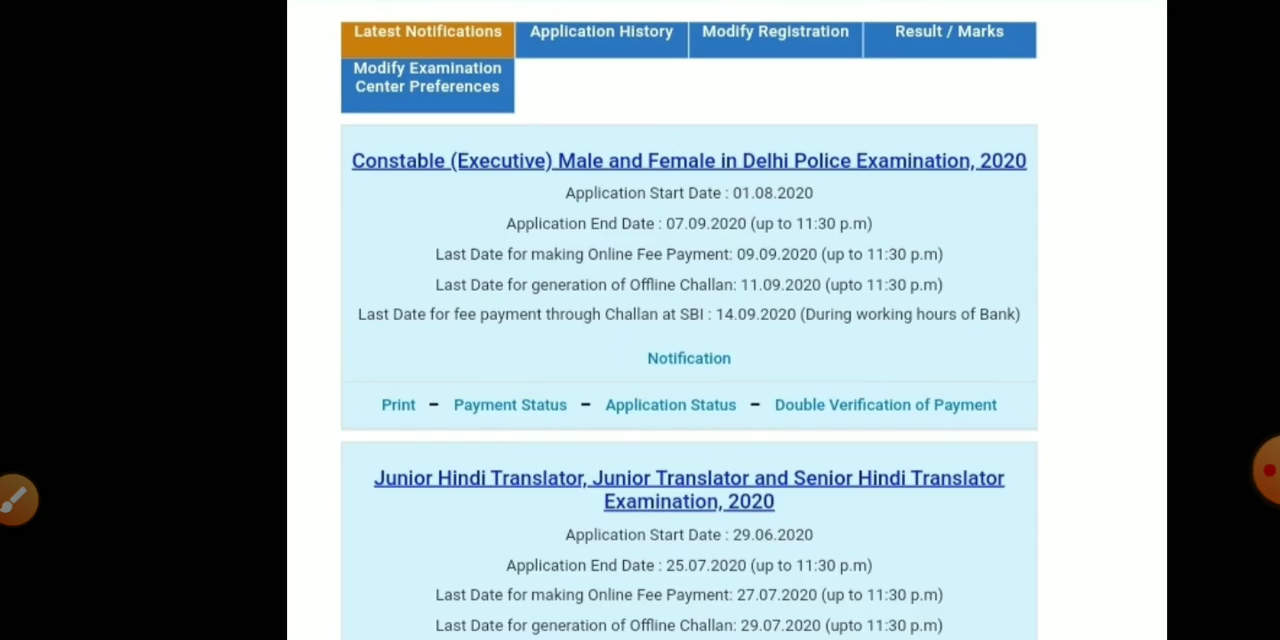 Latest Notifications
Application History
Modify Registration
Result / Marks
Modify Examination
Center Preferences
Constable (Executive) Male and Female in Delhi Police Examination, 2020
Application Start Date : 01.08.2020
Application End Date : 07.09.2020 (up to 11:30 p.m)
Last Date for making Online Fee Payment: 09.09.2020 (up to 11:30 p.m)
Last Date for generation of Offline Challan: 11.09.2020 (upto 11:30 p.m)
Last Date for fee payment through Challan at SBI : 14.09.2020 (During working hours of Bank)
Notification
Print – Payment Status – Application Status – Double Verification of Payment
Junior Hindi Translator, Junior Translator and Senior Hindi Translator
Examination, 2020
Application Start Date : 29.06.2020
Application End Date : 25.07.2020 (up to 11:30 p.m)
Last Date for making Online Fee Payment: 27.07.2020 (up to 11:30 p.m)
Last Date for generation of Offline Challan: 29.07.2020 (upto 11:30 p.m)